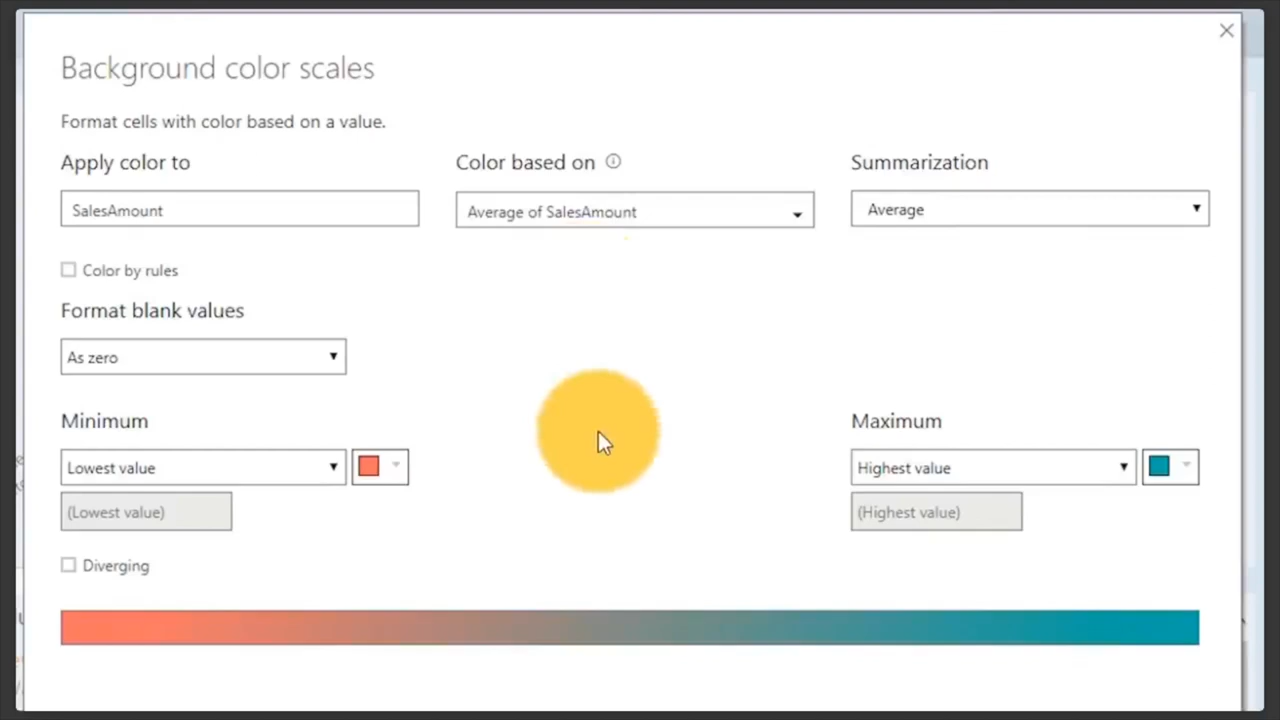 Background color scales
Format cells with color based on a value.
Apply color to
Color based on
Summarization
SalesAmount
Average of SalesAmount
Average
Color by rules
Format blank values
As zero
Minimum
Maximum
Lowest value
Highest value
(Lowest value)
(Highest value)
Diverging